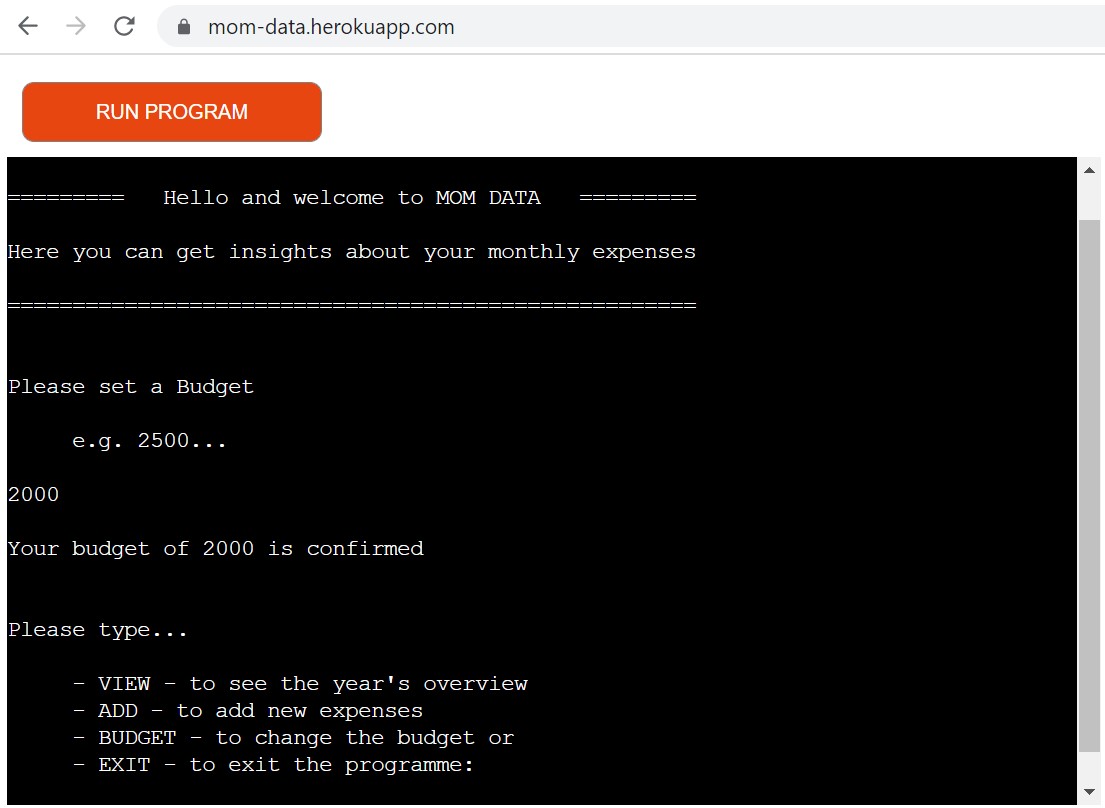 mom-data.herokuapp.com
RUN PROGRAM
========= Hello and welcome to MOM DATA =========
Here you can get insights about your monthly expenses
=====================================================
Please set a Budget
e.g. 2500...
2000
Your budget of 2000 is confirmed
Please type...
- VIEW - to see the year's overview
- ADD - to add new expenses
- BUDGET - to change the budget or
- EXIT - to exit the programme: